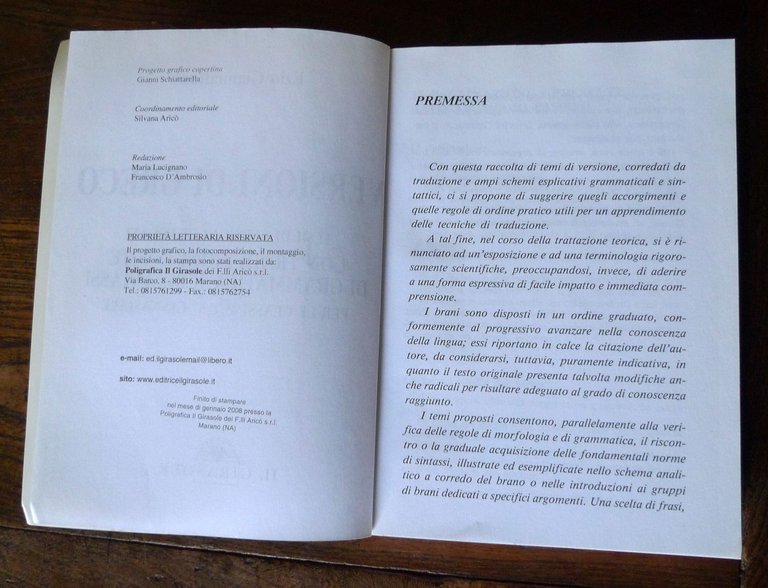 Progetto grafico copertina
Gianni Schiattarella
Coordinamento editoriale
Silvana Aricò
Redazione
Maria Lucignano
Francesco D'Ambrosio
PROPRIETÀ LETTERARIA RISERVATA
Il progetto grafico, la fotocomposizione, il montaggio,
le incisioni, la stampa sono stati realizzati da:
Poligrafica Il Girasole dei F.lli Aricò s.r.l.
Via Barco, 8 - 80016 Marano (NA)
Tel.: 0815761299 - Fax.: 0815762754
e-mail: ed.ilgirasolemail@libero.it
sito: www.editriceilgirasole.it
Finito di stampare
nel mese di gennaio 2008 presso la
Poligrafica Il Girasole dei F.lli Aricò s.r.l.
Marano (NA)
PREMESSA
Con questa raccolta di temi di versione, corredati da
traduzione e ampi schemi esplicativi grammaticali e sin-
tattici, ci si propone di suggerire quegli accorgimenti e
quelle regole di ordine pratico utili per un apprendimento
delle tecniche di traduzione.
A tal fine, nel corso della trattazione teorica, si è ri-
nunciato ad un'esposizione e ad una terminologia rigoro-
samente scientifiche, preoccupandosi, invece, di aderire
a una forma espressiva di facile impatto e immediata com-
prensione.
I brani sono disposti in un ordine graduato, con-
formemente al progressivo avanzare nella conoscenza
della lingua; essi riportano in calce la citazione dell'au-
tore, da considerarsi, tuttavia, puramente indicativa, in
quanto il testo originale presenta talvolta modifiche an-
che radicali per risultare adeguato al grado di conoscenza
raggiunto.
I temi proposti consentono, parallelamente alla veri-
fica delle regole di morfologia e di grammatica, il riscon-
tro o la graduale acquisizione delle fondamentali norme
di sintassi, illustrate ed esemplificate nello schema anali-
tico a corredo del brano o nelle introduzioni ai gruppi
di brani dedicati a specifici argomenti. Una scelta di frasi,